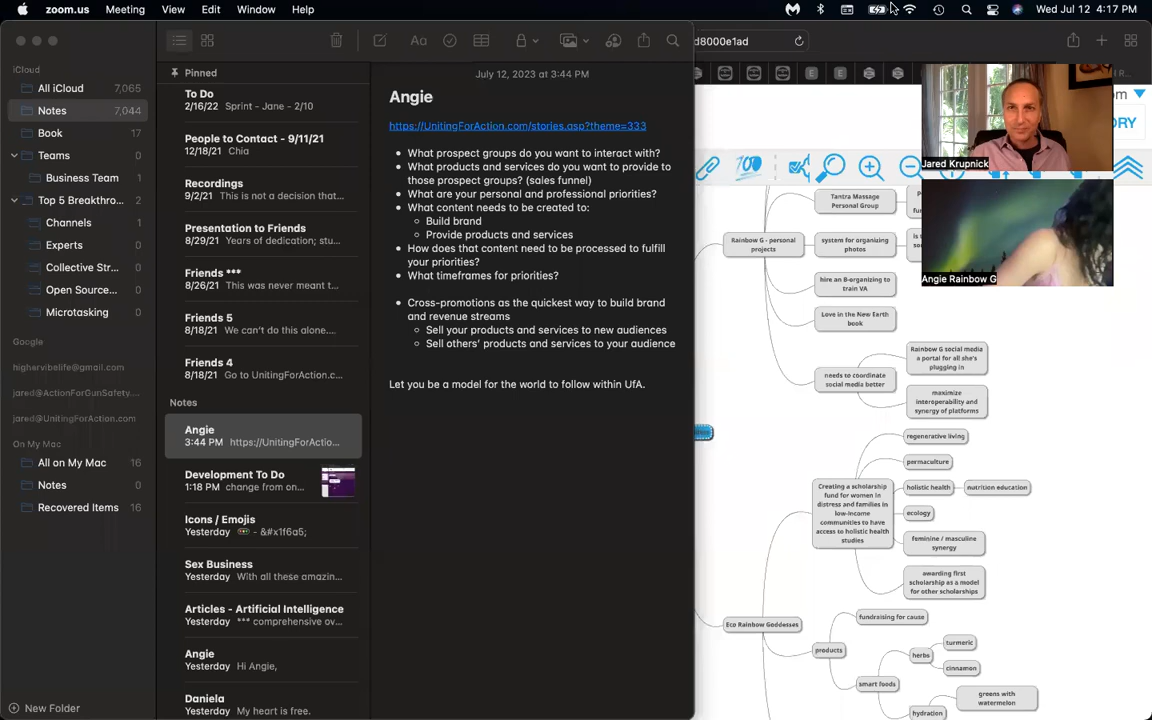 zoom.us Meeting View Edit Window Help Wed Jul 12 4:17 PM
d8000e1ad
iCloud
All iCloud 7,065
Notes 7,044
Book 17
Teams 0
Business Team 1
Top 5 Breakthro... 2
Channels 1
Experts 0
Collective Str... 0
Open Source... 0
Microtasking 0
Google
highervibelife@gmail.com
jared@ActionForGunSafety....
jared@UnitingForAction.com
On My Mac
All on My Mac 16
Notes 0
Recovered Items 16
New Folder
Pinned
To Do
2/16/22 Sprint - Jane - 2/10
People to Contact - 9/11/21
12/18/21 Chia
Recordings
9/2/21 This is not a decision that...
Presentation to Friends
8/29/21 Years of dedication; stu...
Friends ***
8/26/21 This was never meant t...
Friends 5
8/18/21 We can't do this alone....
Friends 4
8/18/21 Go to UnitingForAction.c...
Notes
Angie
3:44 PM https://UnitingForActio...
Development To Do
1:18 PM change from on...
Icons / Emojis
Yesterday 🚥 - &#x1f6a5;
Sex Business
Yesterday With all these amazin...
Articles - Artificial Intelligence
Yesterday *** comprehensive ov...
Angie
Yesterday Hi Angie,
Daniela
Yesterday My heart is free.
Aa
July 12, 2023 at 3:44 PM
Angie
https://UnitingForAction.com/stories.asp?theme=333
• What prospect groups do you want to interact with?
• What products and services do you want to provide to
those prospect groups? (sales funnel)
• What are your personal and professional priorities?
• What content needs to be created to:
◦ Build brand
◦ Provide products and services
• How does that content need to be processed to fulfill
your priorities?
• What timeframes for priorities?
• Cross-promotions as the quickest way to build brand
and revenue streams
◦ Sell your products and services to new audiences
◦ Sell others' products and services to your audience
Let you be a model for the world to follow within UfA.
E E
om
ORY
100
Jared Krupnick
Angie Rainbow G
Tantra Massage
Personal Group
Rainbow G - personal
projects
system for organizing
photos
hire an B-organizing to
train VA
Love in the New Earth
book
needs to coordinate
social media better
Rainbow G social media
a portal for all she's
plugging in
maximize
interoperability and
synergy of platforms
Creating a scholarship
fund for women in
distress and families in
low-income
communities to have
access to holistic health
studies
regenerative living
permaculture
holistic health
nutrition education
ecology
feminine / masculine
synergy
awarding first
scholarship as a model
for other scholarships
Eco Rainbow Goddesses
fundraising for cause
products
herbs
turmeric
cinnamon
smart foods
hydration
greens with
watermelon